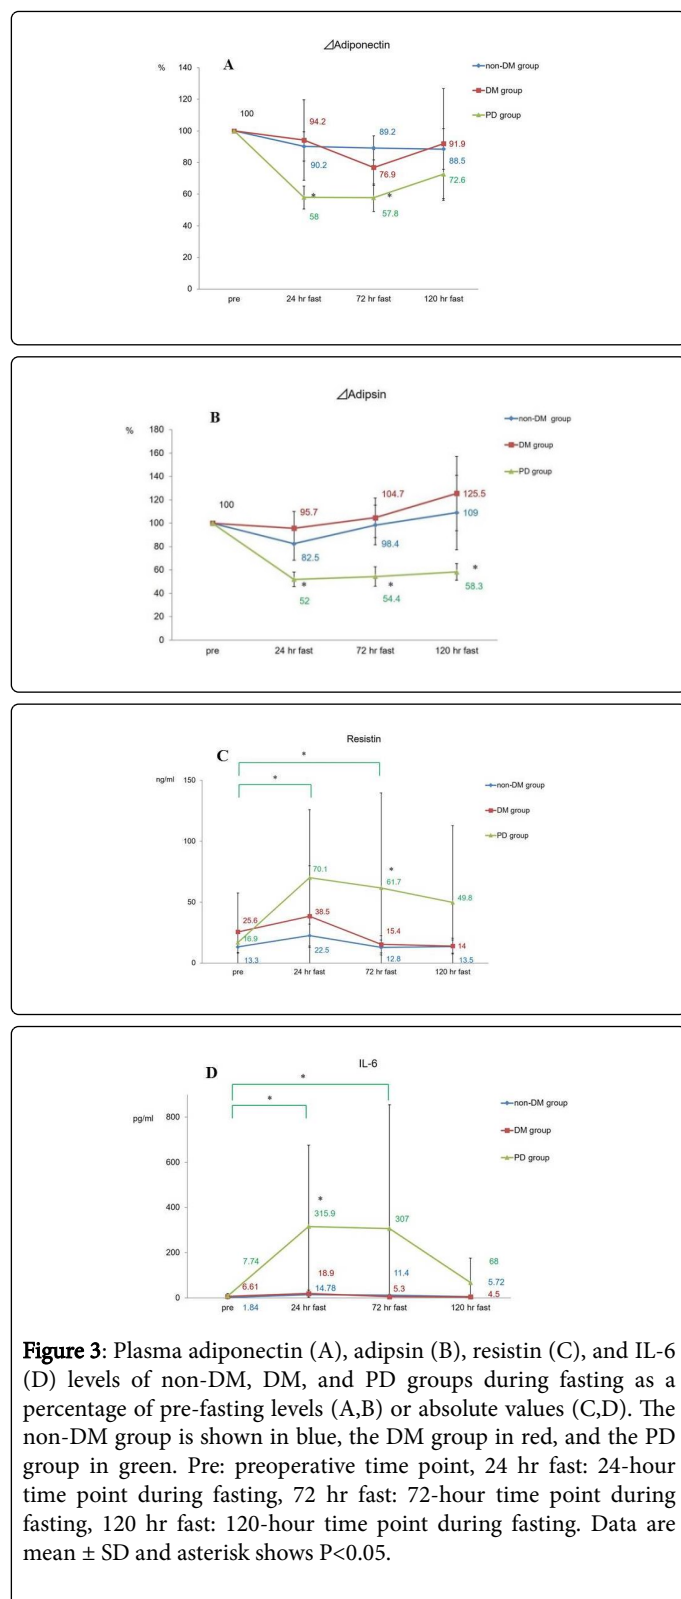 ⊿Adiponectin
A
%
140
120
100
80
60
40
20
0
100
94.2
90.2
89.2
76.9
91.9
88.5
72.6
*
58
*
57.8
pre
24 hr fast
72 hr fast
120 hr fast
non-DM group
DM group
PD group
⊿Adipsin
B
%
180
160
140
120
100
80
60
40
20
0
100
95.7
82.5
104.7
98.4
125.5
109
*
52
*
54.4
*
58.3
pre
24 hr fast
72 hr fast
120 hr fast
non-DM group
DM group
PD group
Resistin
C
ng/ml
150
100
50
0
*
*
*
25.6
16.9
13.3
70.1
38.5
22.5
61.7
15.4
12.8
49.8
14
13.5
pre
24 hr fast
72 hr fast
120 hr fast
non-DM group
DM group
PD group
IL-6
D
pg/ml
800
600
400
200
0
*
*
*
7.74
6.61
1.84
315.9
18.9
14.78
307
11.4
5.3
68
5.72
4.5
pre
24 hr fast
72 hr fast
120 hr fast
non-DM group
DM group
PD group
Figure 3: Plasma adiponectin (A), adipsin (B), resistin (C), and IL-6
(D) levels of non-DM, DM, and PD groups during fasting as a
percentage of pre-fasting levels (A,B) or absolute values (C,D). The
non-DM group is shown in blue, the DM group in red, and the PD
group in green. Pre: preoperative time point, 24 hr fast: 24-hour
time point during fasting, 72 hr fast: 72-hour time point during
fasting, 120 hr fast: 120-hour time point during fasting. Data are
mean ± SD and asterisk shows P<0.05.